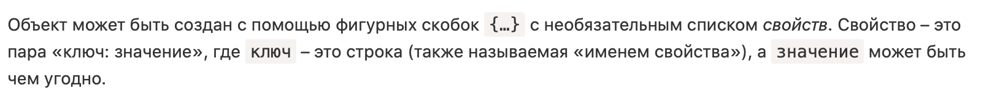 Объект может быть создан с помощью фигурных скобок {…} с необязательным списком свойств. Свойство – это
пара «ключ: значение», где ключ – это строка (также называемая «именем свойства»), а значение может быть
чем угодно.